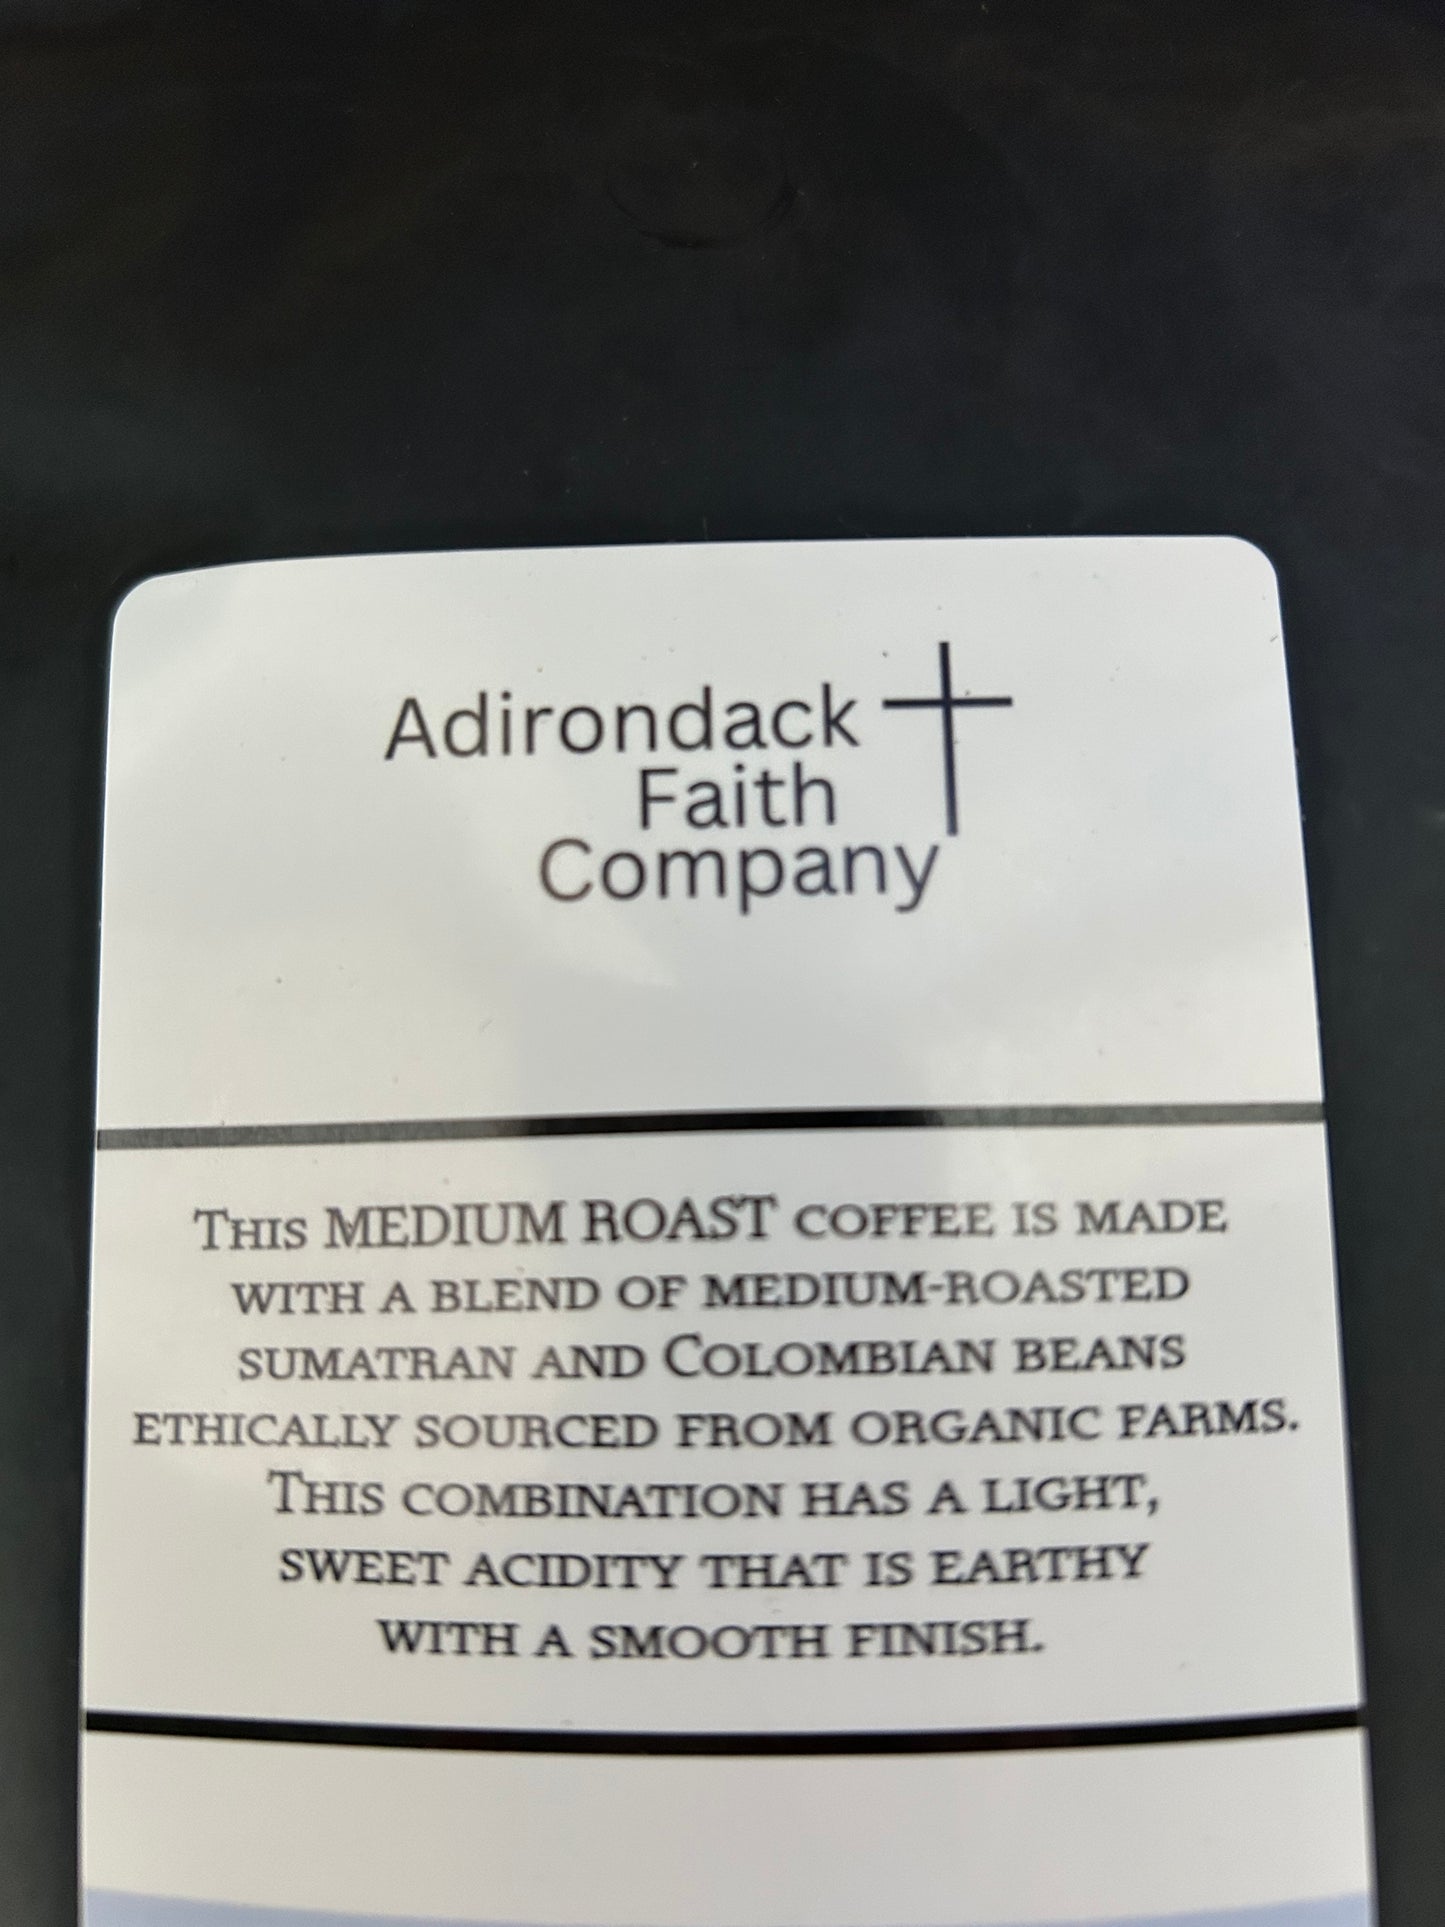 Adirondack
Faith
Company
This MEDIUM ROAST coffee is made
with a blend of medium-roasted
sumatran and Colombian beans
ethically sourced from organic farms.
This combination has a light,
sweet acidity that is earthy
with a smooth finish.